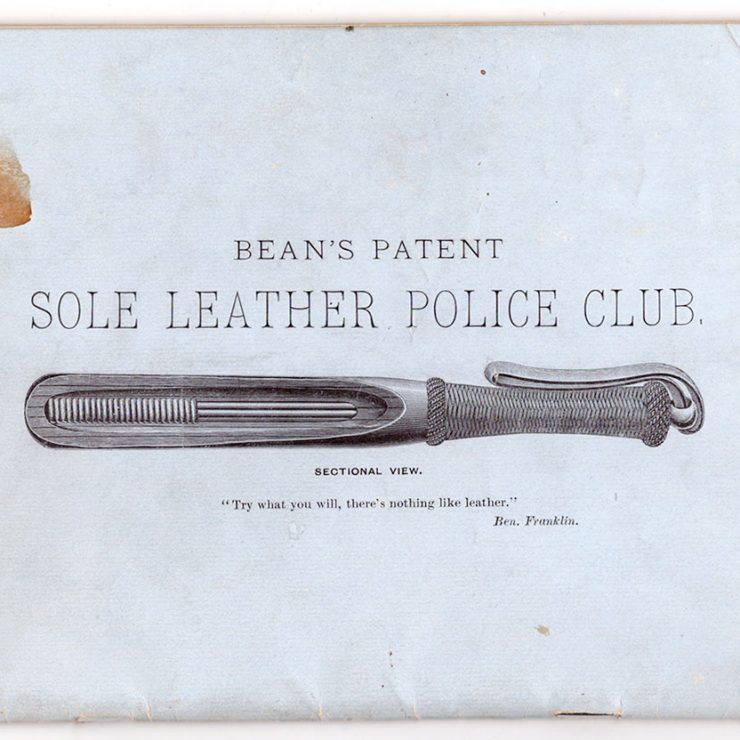 BEAN'S PATENT
SOLE LEATHER POLICE CLUB.
SECTIONAL VIEW.
"Try what you will, there's nothing like leather."
Ben. Franklin.